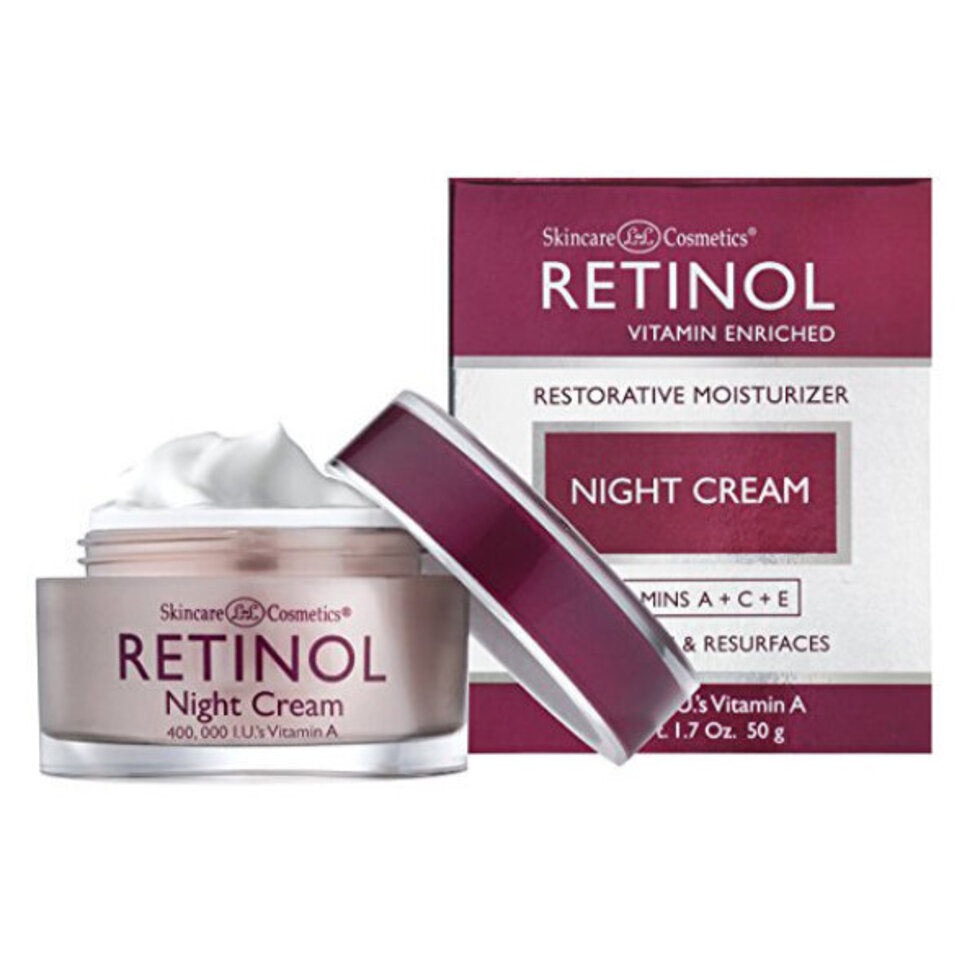 Skincare L&L Cosmetics®
RETINOL
VITAMIN ENRICHED
RESTORATIVE MOISTURIZER
NIGHT CREAM
A + C + E
& RESURFACES
Vitamin A
1.7 Oz. 50 g
Skincare L&L Cosmetics®
RETINOL
Night Cream
400,000 I.U.'s Vitamin A